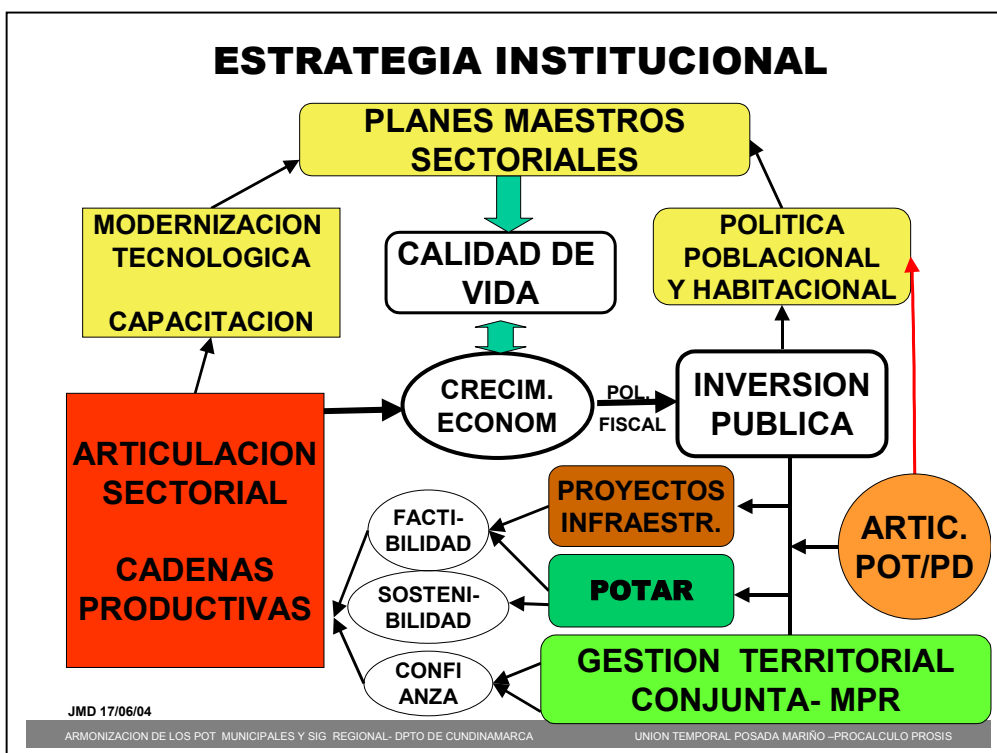 ESTRATEGIA INSTITUCIONAL
PLANES MAESTROS
SECTORIALES
MODERNIZACION
TECNOLOGICA
CAPACITACION
CALIDAD DE
VIDA
POLITICA
POBLACIONAL
Y HABITACIONAL
CRECIM.
ECONOM
POL.
FISCAL
INVERSION
PUBLICA
ARTICULACION
SECTORIAL
CADENAS
PRODUCTIVAS
FACTI-
BILIDAD
SOSTENI-
BILIDAD
CONFI
ANZA
PROYECTOS
INFRAESTR.
POTAR
ARTIC.
POT/PD
GESTION TERRITORIAL
CONJUNTA- MPR
JMD 17/06/04
ARMONIZACION DE LOS POT MUNICIPALES Y SIG REGIONAL- DPTO DE CUNDINAMARCA
UNION TEMPORAL POSADA MARIÑO –PROCALCULO PROSIS